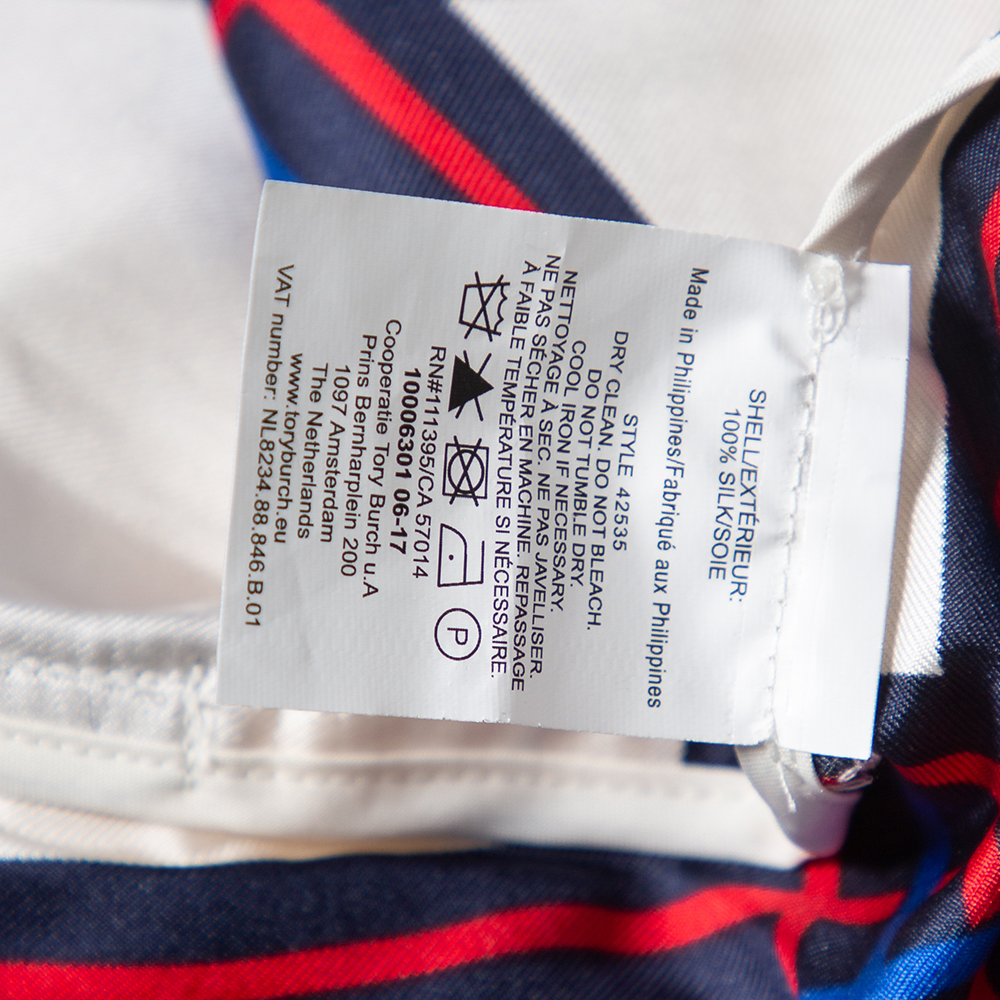 SHELL/EXTÉRIEUR:
100% SILK/SOIE
Made in Philippines/Fabriqué aux Philippines
STYLE 42535
DRY CLEAN. DO NOT BLEACH.
DO NOT TUMBLE DRY.
COOL IRON IF NECESSARY.
NETTOYAGE À SEC. NE PAS JAVELLISER.
NE PAS SÉCHER EN MACHINE. REPASSAGE
À FAIBLE TEMPÉRATURE SI NÉCESSAIRE.
P
RN#111395/CA 57014
10006301 06-17
Cooperatie Tory Burch u.A
Prins Bernharplein 200
1097 Amsterdam
The Netherlands
www.toryburch.eu
VAT number: NL8234.88.846.B.01